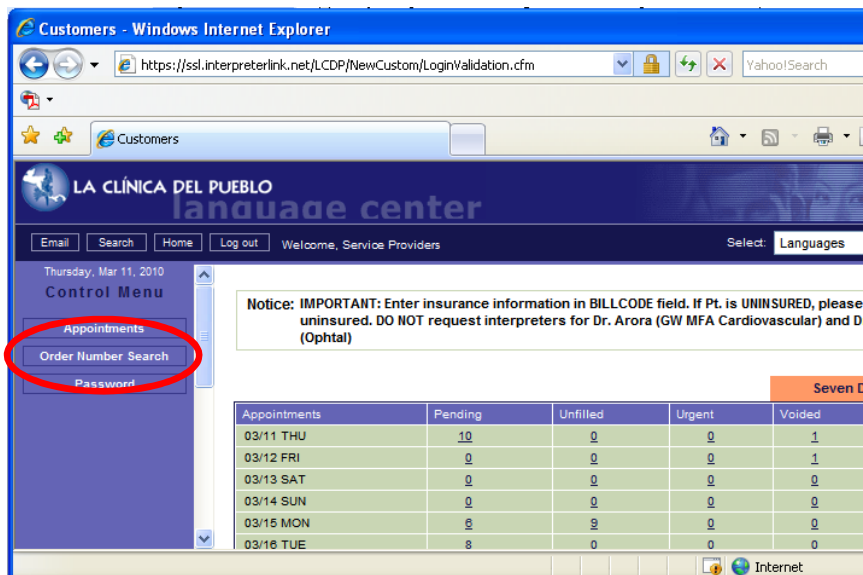 Customers - Windows Internet Explorer
https://ssl.interpreterlink.net/LCDP/NewCustom/LoginValidation.cfm
Yahoo! Search
Customers
LA CLÍNICA DEL PUEBLO
language center
Email Search Home Log out Welcome, Service Providers Select: Languages
Thursday, Mar 11, 2010
Control Menu
Appointments
Order Number Search
Password
Notice: IMPORTANT: Enter insurance information in BILLCODE field. If Pt. is UNINSURED, please
uninsured. DO NOT request interpreters for Dr. Arora (GW MFA Cardiovascular) and D
(Ophtal)
Seven D
Appointments Pending Unfilled Urgent Voided
03/11 THU 10 0 0 1
03/12 FRI 0 0 0 1
03/13 SAT 0 0 0 0
03/14 SUN 0 0 0 0
03/15 MON 6 9 0 0
03/16 TUE 8 0 0 0
Internet